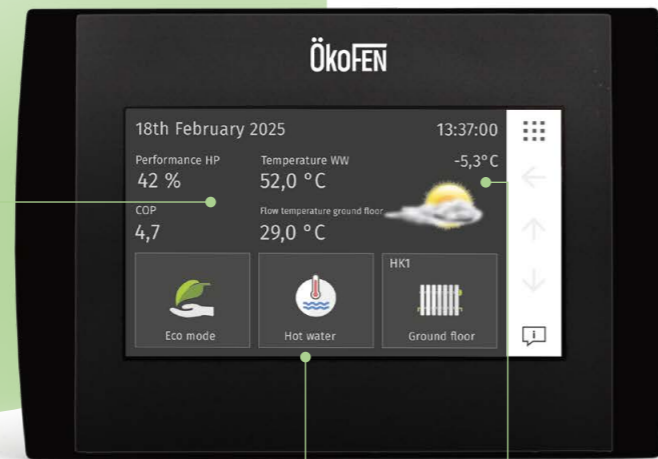 ÖkoFEN
18th February 2025 13:37:00
Performance HP Temperature WW -5,3°C
42 % 52,0 °C
COP Flow temperature ground floor
4,7 29,0 °C
HK1
Eco mode Hot water Ground floor
i